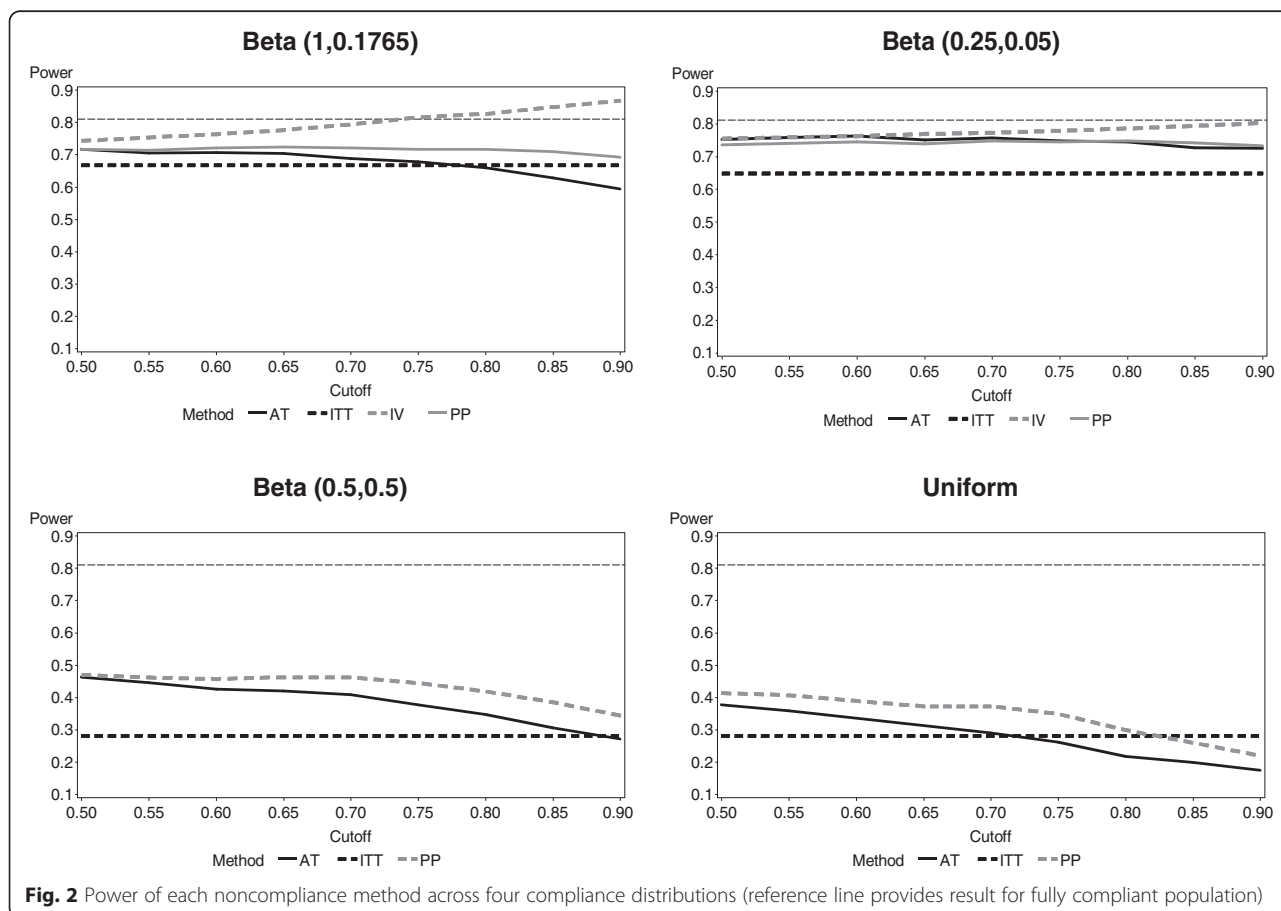 Beta (1,0.1765)
Power
0.9
0.8
0.7
0.6
0.5
0.4
0.3
0.2
0.1
0.50 0.55 0.60 0.65 0.70 0.75 0.80 0.85 0.90
Cutoff
Method AT ITT IV PP
Beta (0.25,0.05)
Power
0.9
0.8
0.7
0.6
0.5
0.4
0.3
0.2
0.1
0.50 0.55 0.60 0.65 0.70 0.75 0.80 0.85 0.90
Cutoff
Method AT ITT IV PP
Beta (0.5,0.5)
Power
0.9
0.8
0.7
0.6
0.5
0.4
0.3
0.2
0.1
0.50 0.55 0.60 0.65 0.70 0.75 0.80 0.85 0.90
Cutoff
Method AT ITT PP
Uniform
Power
0.9
0.8
0.7
0.6
0.5
0.4
0.3
0.2
0.1
0.50 0.55 0.60 0.65 0.70 0.75 0.80 0.85 0.90
Cutoff
Method AT ITT PP
Fig. 2 Power of each noncompliance method across four compliance distributions (reference line provides result for fully compliant population)